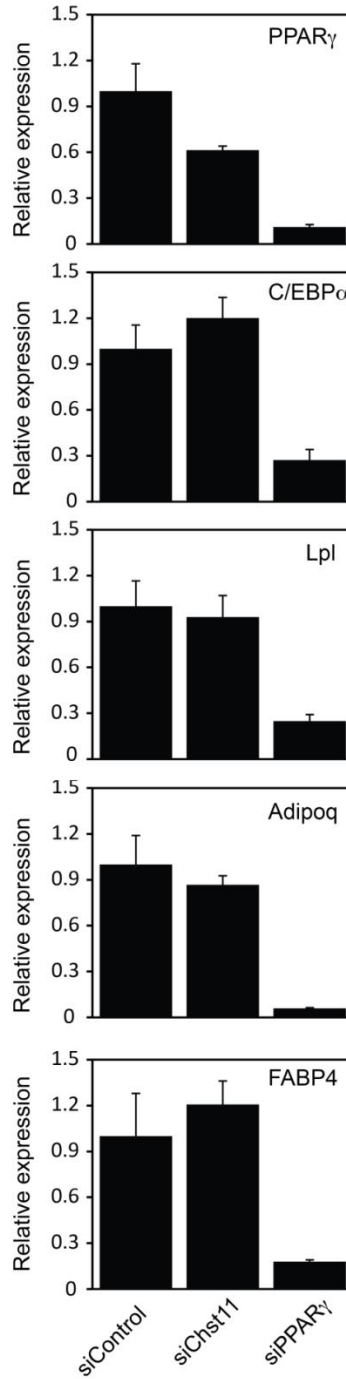 PPARγ
Relative expression
1.5
1.2
0.9
0.6
0.3
0
C/EBPα
Relative expression
1.5
1.2
0.9
0.6
0.3
0
Lpl
Relative expression
1.5
1.2
0.9
0.6
0.3
0
Adipoq
Relative expression
1.5
1.2
0.9
0.6
0.3
0
FABP4
Relative expression
1.5
1.2
0.9
0.6
0.3
0
siControl
siChst11
siPPARγ